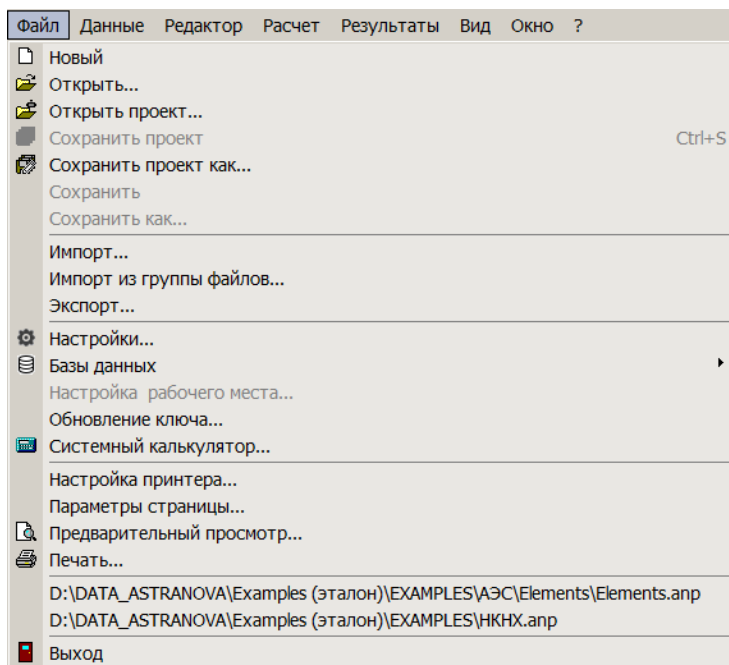 Файл Данные Редактор Расчет Результаты Вид Окно ?
Новый
Открыть...
Открыть проект...
Сохранить проект Ctrl+S
Сохранить проект как...
Сохранить
Сохранить как...
Импорт...
Импорт из группы файлов...
Экспорт...
Настройки...
Базы данных
Настройка рабочего места...
Обновление ключа...
Системный калькулятор...
Настройка принтера...
Параметры страницы...
Предварительный просмотр...
Печать...
D:\DATA_ASTRANOVA\Examples (эталон)\EXAMPLES\АЭС\Elements\Elements.anp
D:\DATA_ASTRANOVA\Examples (эталон)\EXAMPLES\НКНХ.anp
Выход